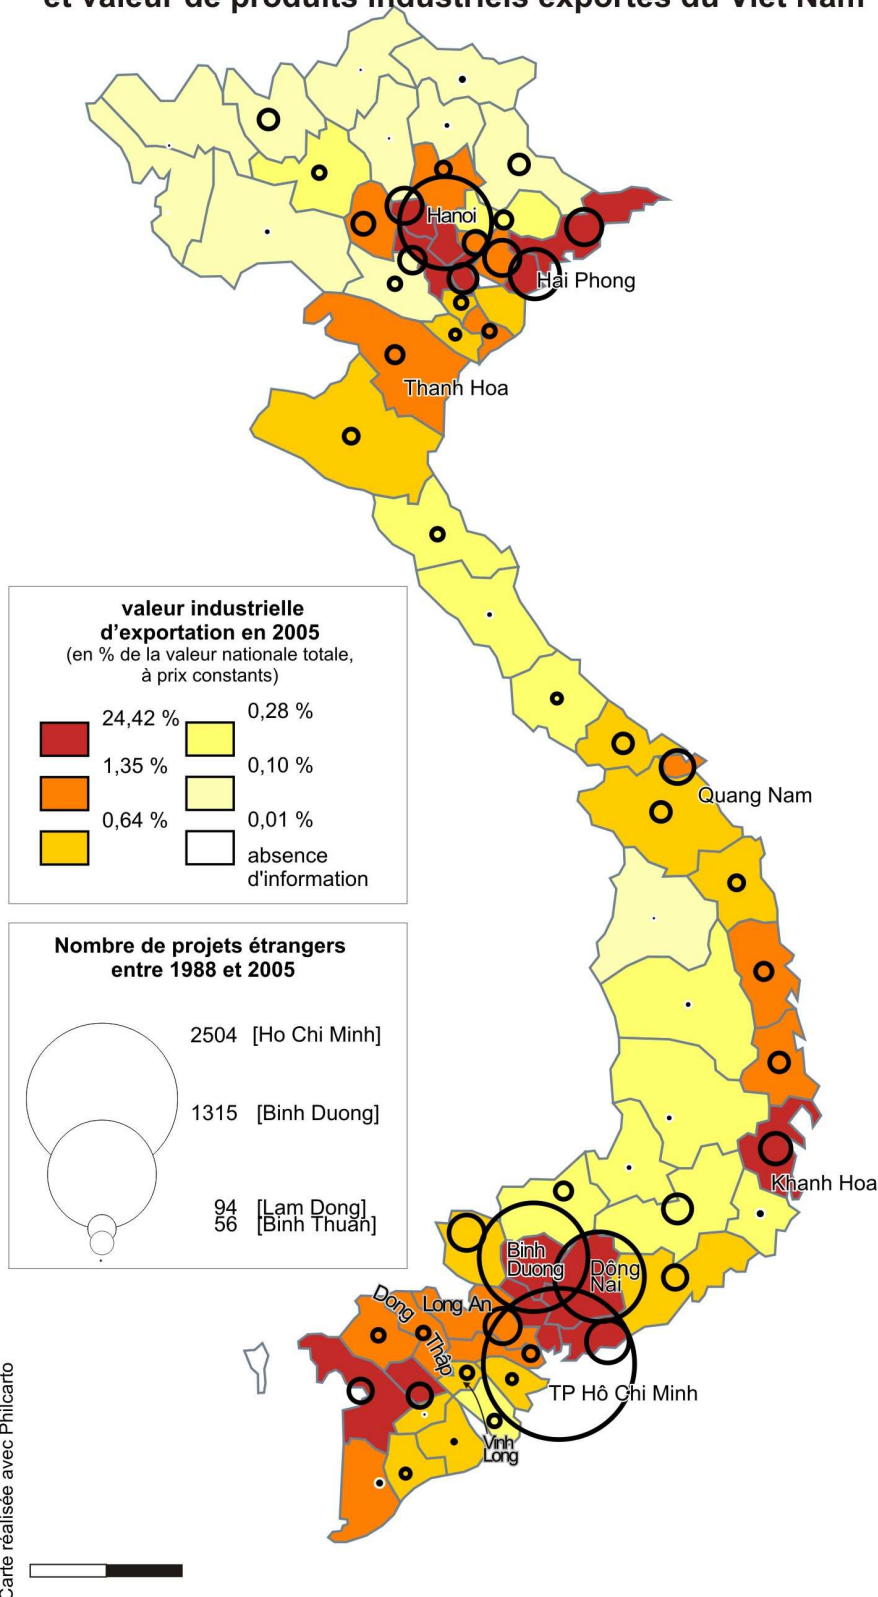 et valeur de produits industriels exportés du Viêt Nam
Hanoi
Hai Phong
Thanh Hoa
valeur industrielle
d'exportation en 2005
(en % de la valeur nationale totale,
à prix constants)
24,42 %
0,28 %
1,35 %
0,10 %
0,64 %
0,01 %
absence
d'information
Quang Nam
Nombre de projets étrangers
entre 1988 et 2005
2504 [Ho Chi Minh]
1315 [Binh Duong]
94 [Lam Dong]
56 [Binh Thuân]
Khanh Hoa
Binh
Duong
Dông
Nai
Long An
Dong
Thâp
TP Hô Chi Minh
Vinh
Long
Carte réalisée avec Philcarto